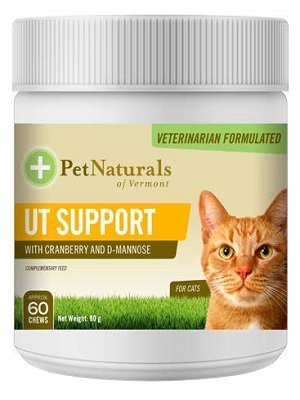 VETERINARIAN FORMULATED
PetNaturals
of Vermont
UT SUPPORT
WITH CRANBERRY AND D-MANNOSE
COMPLEMENTARY FEED
FOR CATS
APPROX.
60
CHEWS
Net Weight: 90 g